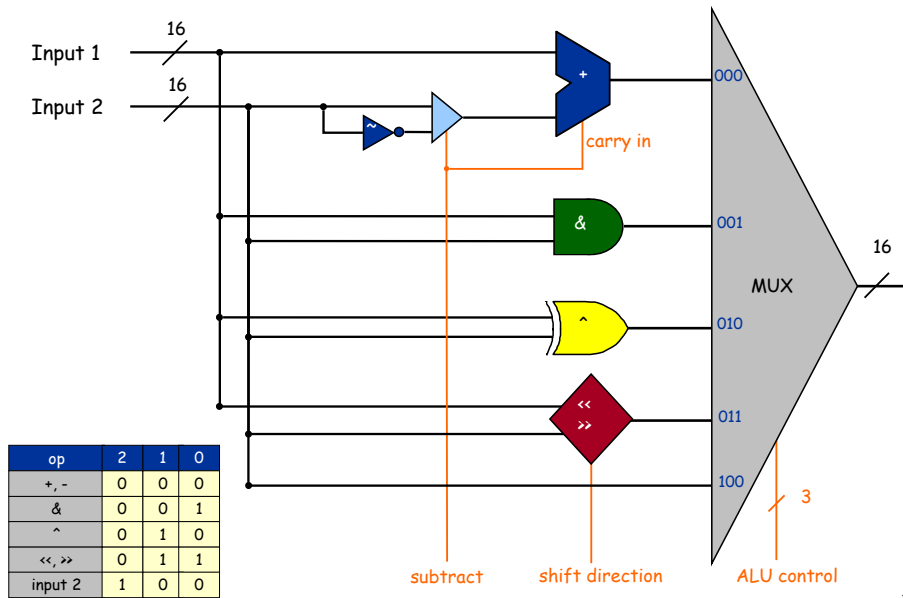 16
Input 1
16
Input 2
~
+
000
carry in
&
001
16
MUX
^
010
<<
>>
011
100
3
subtract
shift direction
ALU control
op 2 1 0
+, - 0 0 0
& 0 0 1
^ 0 1 0
<<, >> 0 1 1
input 2 1 0 0